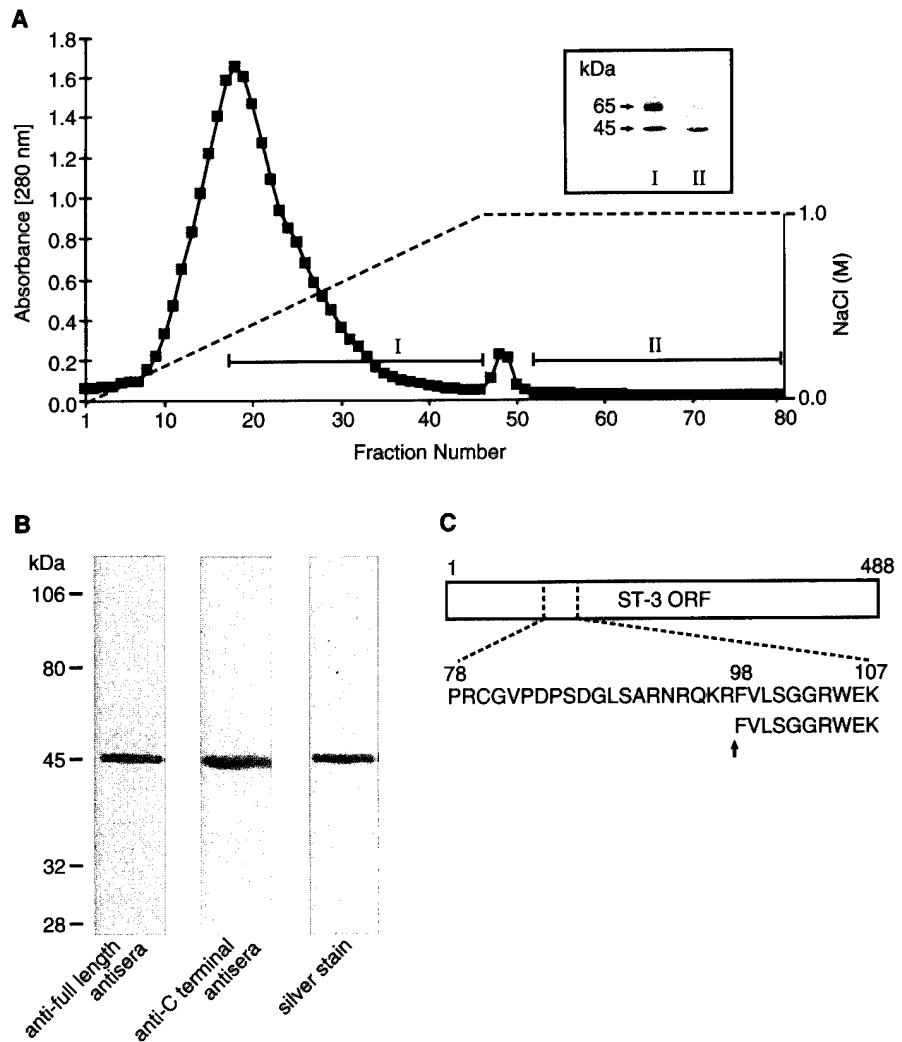 A
1.8
1.6
1.4
1.2
1.0
0.8
0.6
0.4
0.2
0.0
Absorbance [280 nm]
1 10 20 30 40 50 60 70 80
Fraction Number
I
II
1.0
0.0
NaCl (M)
kDa
65
45
I II
B
kDa
106
80
45
32
28
anti-full length
antisera
anti-C terminal
antisera
silver stain
C
1 488
ST-3 ORF
78 98 107
PRCGVPDPSDGLSARNRQKRFVLSGGRWEK
FVLSGGRWEK